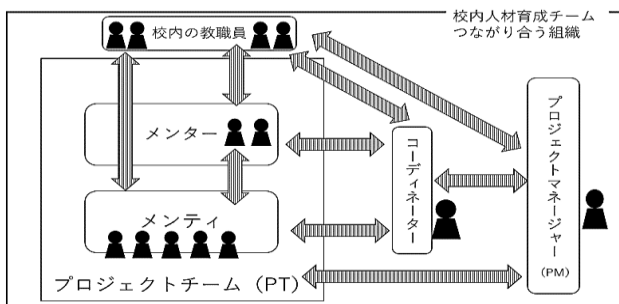 校内人材育成チーム
つながり合う組織
校内の教職員
メンター
メンティ
プロジェクトチーム（PT）
コーディネーター
プロジェクトマネージャー
（PM）